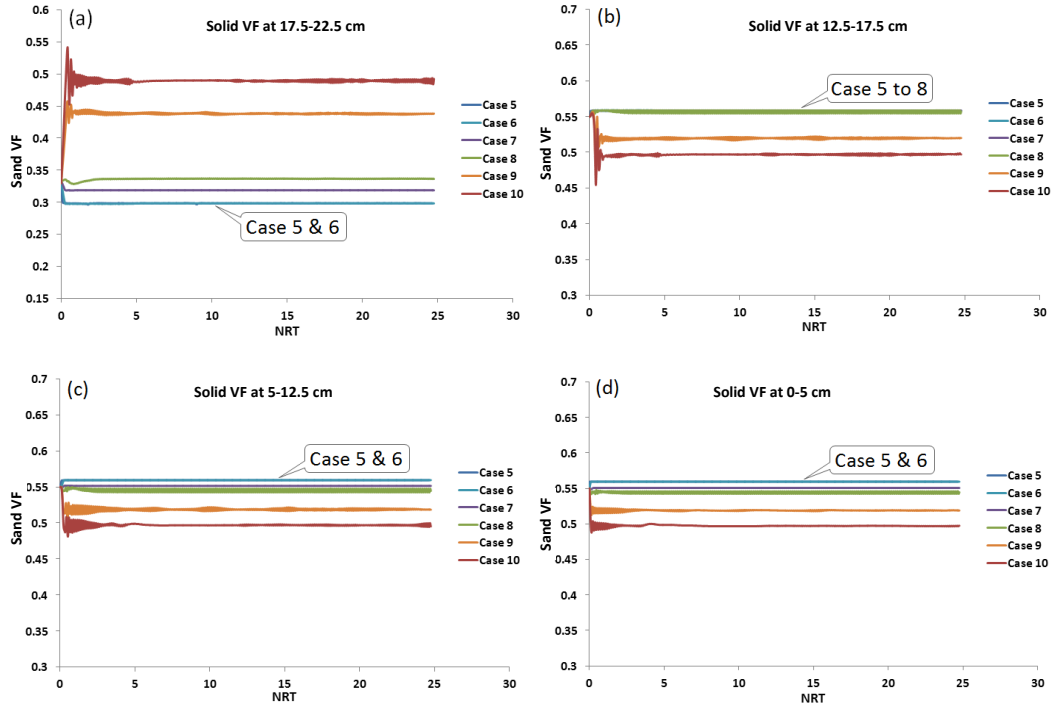 (a)
Solid VF at 17.5-22.5 cm
Sand VF
0.6
0.55
0.5
0.45
0.4
0.35
0.3
0.25
0.2
0.15
0
5
10
15
20
25
30
NRT
Case 5
Case 6
Case 7
Case 8
Case 9
Case 10
Case 5 & 6
(b)
Solid VF at 12.5-17.5 cm
Sand VF
0.7
0.65
0.6
0.55
0.5
0.45
0.4
0.35
0.3
0
5
10
15
20
25
30
NRT
Case 5
Case 6
Case 7
Case 8
Case 9
Case 10
Case 5 to 8
(c)
Solid VF at 5-12.5 cm
Sand VF
0.7
0.65
0.6
0.55
0.5
0.45
0.4
0.35
0.3
0
5
10
15
20
25
30
NRT
Case 5
Case 6
Case 7
Case 8
Case 9
Case 10
Case 5 & 6
(d)
Solid VF at 0-5 cm
Sand VF
0.7
0.65
0.6
0.55
0.5
0.45
0.4
0.35
0.3
0
5
10
15
20
25
30
NRT
Case 5
Case 6
Case 7
Case 8
Case 9
Case 10
Case 5 & 6